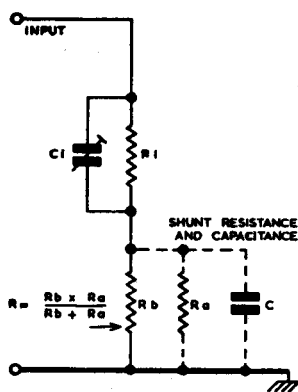 INPUT
C1
R1
SHUNT RESISTANCE
AND CAPACITANCE
R= Rb x Ra
Rb + Ra
Rb
Ra
C